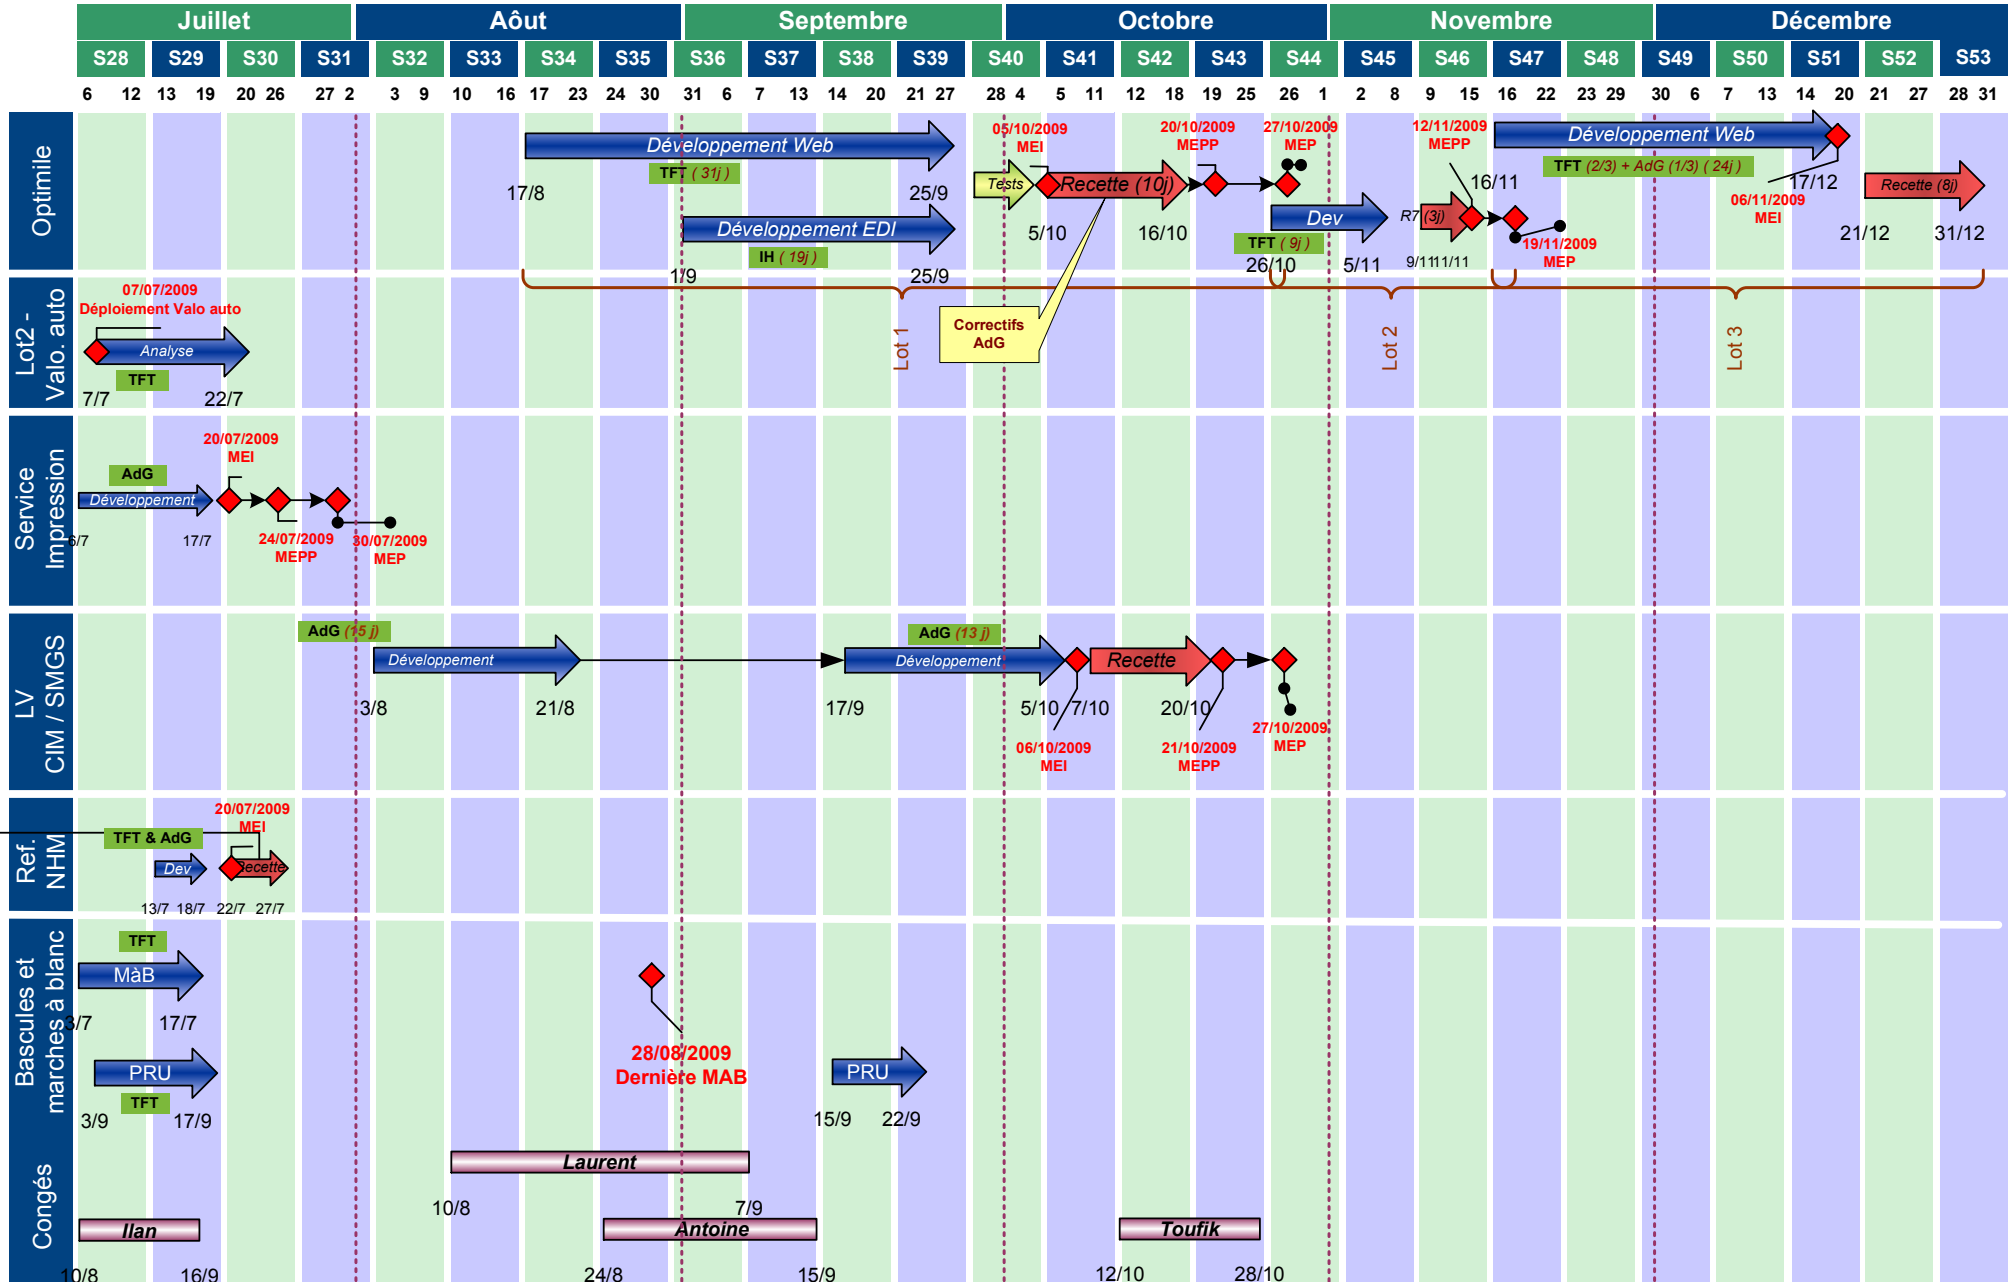 Juillet Aôut Septembre Octobre Novembre Décembre
S28 S29 S30 S31 S32 S33 S34 S35 S36 S37 S38 S39 S40 S41 S42 S43 S44 S45 S46 S47 S48 S49 S50 S51 S52 S53
6 12 13 19 20 26 27 2 3 9 10 16 17 23 24 30 31 6 7 13 14 20 21 27 28 4 5 11 12 18 19 25 26 1 2 8 9 15 16 22 23 29 30 6 7 13 14 20 21 27 28 31
Optimile
Développement Web
TFT ( 31j )
17/8
25/9
Développement EDI
IH ( 19j )
1/9
25/9
Tests
05/10/2009
MEI
Recette (10j)
5/10
16/10
20/10/2009
MEPP
27/10/2009
MEP
Dev
TFT ( 9j )
26/10
5/11
12/11/2009
MEPP
R7 (3j)
16/11
9/11
11/11
19/11/2009
MEP
Développement Web
TFT (2/3) + AdG (1/3) ( 24j )
17/12
06/11/2009
MEI
Recette (8j)
21/12
31/12
Lot2 -
Valo. auto
07/07/2009
Déploiement Valo auto
Analyse
TFT
7/7
22/7
Lot 1
Correctifs
AdG
Lot 2
Lot 3
Service
Impression
AdG
Développement
6/7
17/7
20/07/2009
MEI
24/07/2009
MEPP
30/07/2009
MEP
LV
CIM / SMGS
AdG (15 j)
Développement
3/8
21/8
AdG (13 j)
Développement
17/9
5/10
Recette
7/10
20/10
06/10/2009
MEI
21/10/2009
MEPP
27/10/2009
MEP
Ref.
NHM
TFT & AdG
20/07/2009
MEI
Dev
Recette
13/7
18/7
22/7
27/7
Bascules et
marches à blanc
TFT
MàB
3/7
17/7
PRU
TFT
3/9
17/9
28/08/2009
Dernière MAB
PRU
15/9
22/9
Congés
Laurent
10/8
7/9
Ilan
10/8
16/9
Antoine
24/8
15/9
Toufik
12/10
28/10